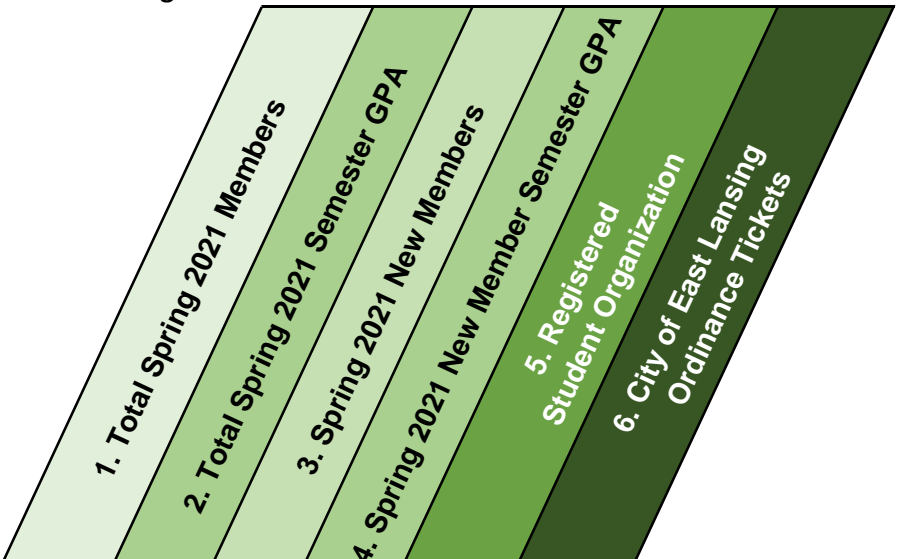 1. Total Spring 2021 Members
2. Total Spring 2021 Semester GPA
3. Spring 2021 New Members
4. Spring 2021 New Member Semester GPA
5. Registered
Student Organization
6. City of East Lansing
Ordinance Tickets